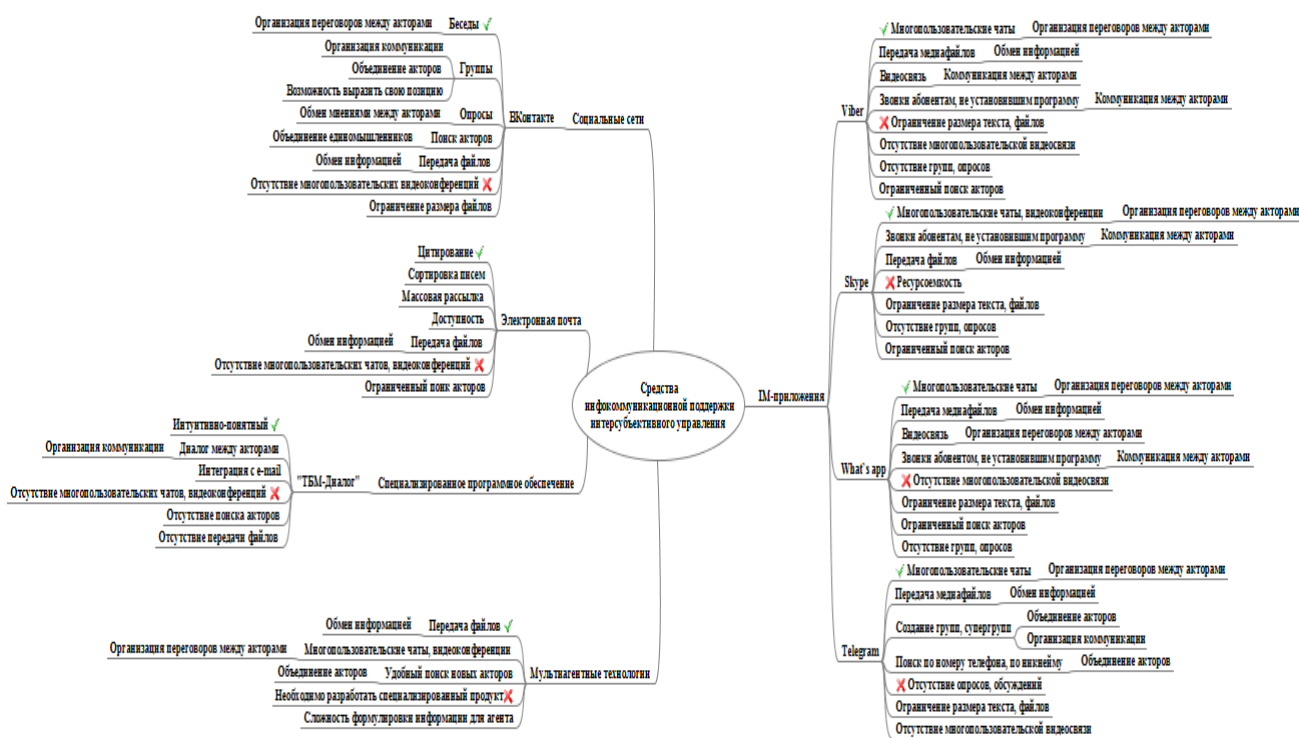 Средства
инфокоммуникационной поддержки
интерсубъективного управления
Социальные сети
ВКонтакте
Организация переговоров между акторами Беседы
Организация коммуникации
Объединение акторов Группы
Возможность выразить свою позицию
Обмен мнениями между акторами Опросы
Объединение единомышленников Поиск акторов
Обмен информацией Передача файлов
Отсутствие многопользовательских видеоконференций
Ограничение размера файлов
Электронная почта
Цитирование
Сортировка писем
Массовая рассылка
Доступность
Обмен информацией Передача файлов
Отсутствие многопользовательских чатов, видеоконференций
Ограниченный поик акторов
Специализированное программное обеспечение
"ТБМ-Диалог"
Интуитивно-понятный
Организация коммуникации Диалог между акторами
Интеграция с e-mail
Отсутствие многопользовательских чатов, видеоконференций
Отсутствие поиска акторов
Отсутствие передачи файлов
Мультиагентные технологии
Обмен информацией Передача файлов
Организация переговоров между акторами Многопользовательские чаты, видеоконференции
Объединение акторов Удобный поиск новых акторов
Необходимо разработать специализированный продукт
Сложность формулировки информации для агента
IM-приложения
Viber
Многопользовательские чаты Организация переговоров между акторами
Передача медиафайлов Обмен информацией
Видеосвязь Коммуникация между акторами
Звонки абонентам, не установившим программу Коммуникация между акторами
Ограничение размера текста, файлов
Отсутствие многопользовательской видеосвязи
Отсутствие групп, опросов
Ограниченный поиск акторов
Skype
Многопользовательские чаты, видеоконференции Организация переговоров между акторами
Звонки абонентам, не установившим программу Коммуникация между акторами
Передача файлов Обмен информацией
Ресурсоемкость
Ограничение размера текста, файлов
Отсутствие групп, опросов
Ограниченный поиск акторов
What`s app
Многопользовательские чаты Организация переговоров между акторами
Передача медиафайлов Обмен информацией
Видеосвязь Организация переговоров между акторами
Звонки абонентом, не установившим программу Коммуникация между акторами
Отсутствие многопользовательской видеосвязи
Ограничение размера текста, файлов
Ограниченный поиск акторов
Отсутствие групп, опросов
Telegram
Многопользовательские чаты Организация переговоров между акторами
Передача медиафайлов Обмен информацией
Создание групп, супергрупп Объединение акторов
Организация коммуникации
Поиск по номеру телефона, по никнейму Объединение акторов
Отсутствие опросов, обсуждений
Ограничение размера текста, файлов
Отсутствие многопользовательской видеосвязи